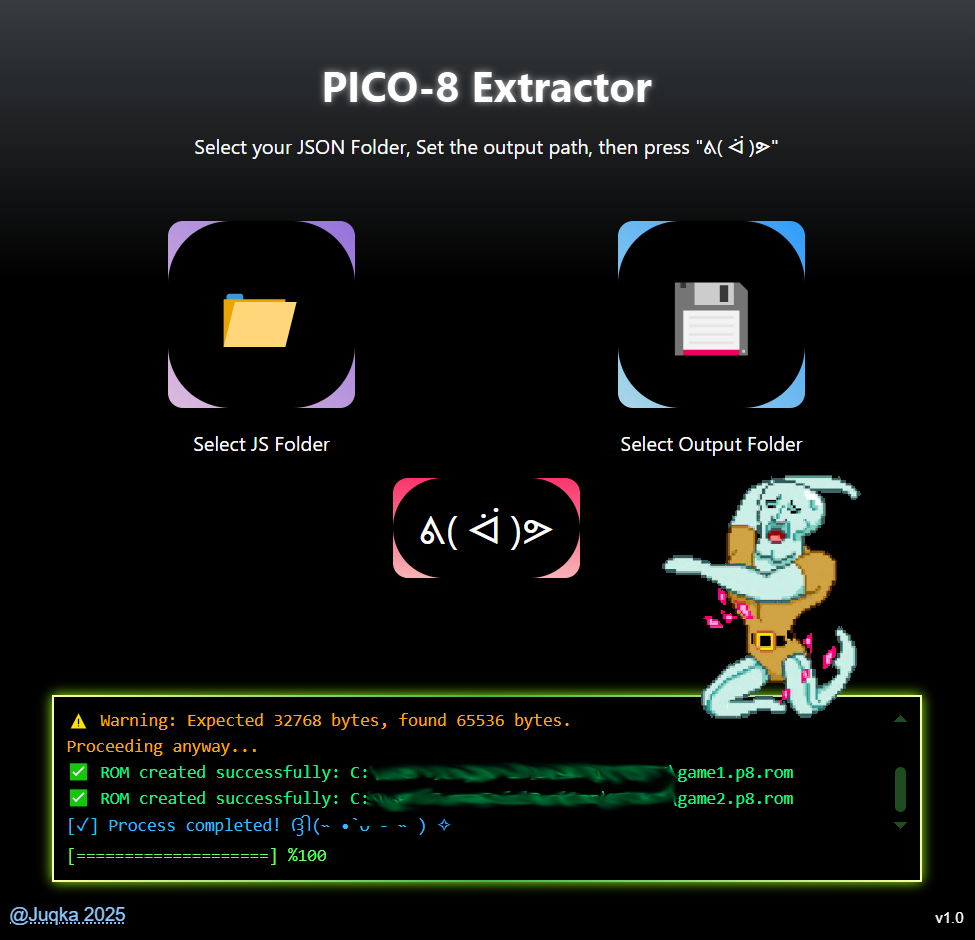 PICO-8 Extractor
Select your JSON Folder, Set the output path, then press "ᕕ( ᐛ )ᕗ"
Select JS Folder
Select Output Folder
ᕕ( ᐛ )ᕗ
⚠️ Warning: Expected 32768 bytes, found 65536 bytes.
Proceeding anyway...
✅ ROM created successfully: C: \game1.p8.rom
✅ ROM created successfully: C: \game2.p8.rom
[✓] Process completed!
[====================] %100
@Juqka 2025
v1.0